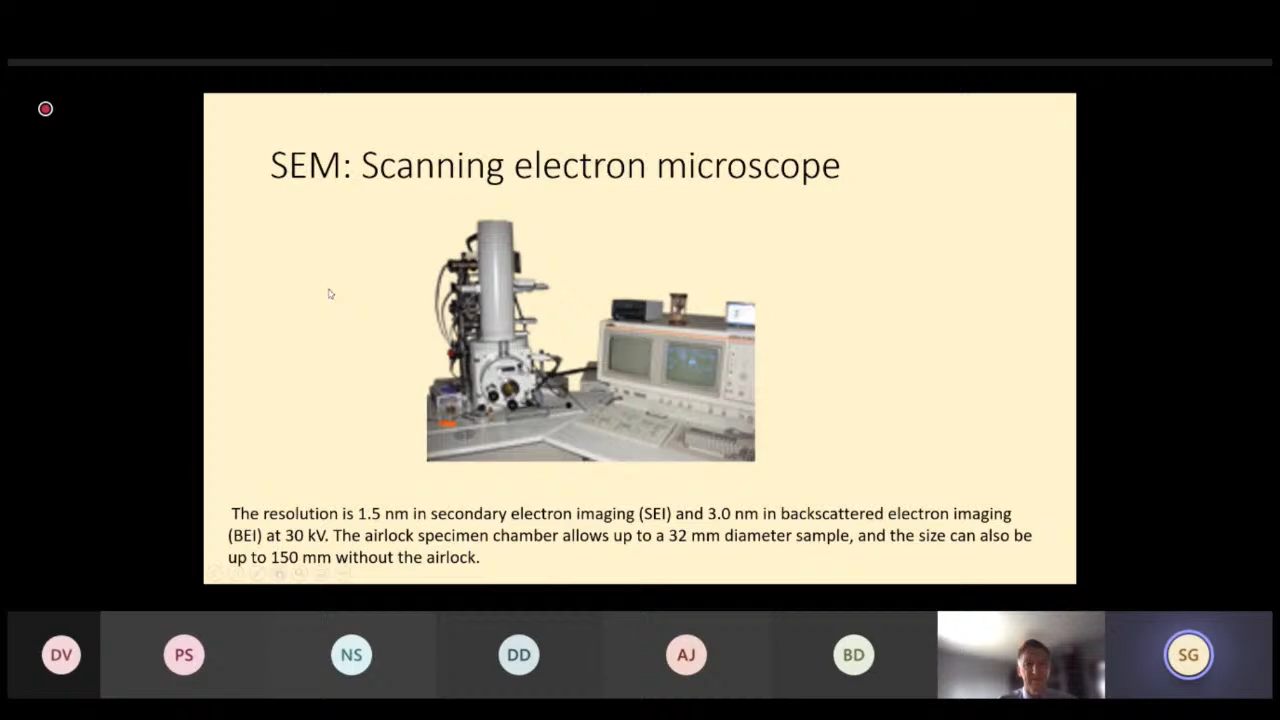 SEM: Scanning electron microscope
The resolution is 1.5 nm in secondary electron imaging (SEI) and 3.0 nm in backscattered electron imaging
(BEI) at 30 kV. The airlock specimen chamber allows up to a 32 mm diameter sample, and the size can also be
up to 150 mm without the airlock.
DV PS NS DD AJ BD SG